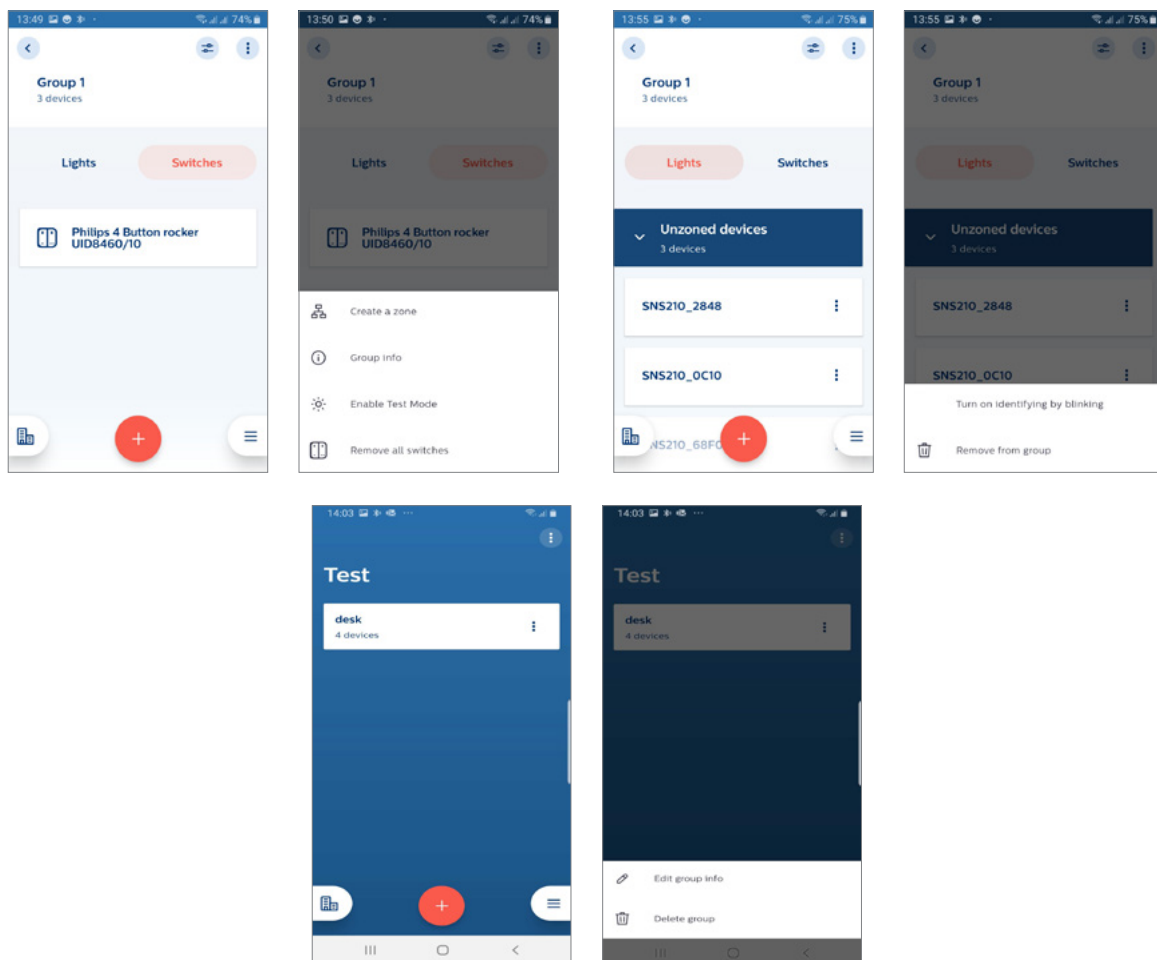 13:49
74%
Group 1
3 devices
Lights
Switches
Philips 4 Button rocker
UID8460/10
13:50
74%
Group 1
3 devices
Lights
Switches
Philips 4 Button rocker
UID8460/10
Create a zone
Group info
Enable Test Mode
Remove all switches
13:55
75%
Group 1
3 devices
Lights
Switches
Unzoned devices
3 devices
SNS210_2848
SNS210_0C10
13:55
75%
Group 1
3 devices
Lights
Switches
Unzoned devices
3 devices
SNS210_2848
SNS210_0C10
Turn on identifying by blinking
Remove from group
14:03
Test
desk
4 devices
14:03
Test
desk
4 devices
Edit group info
Delete group